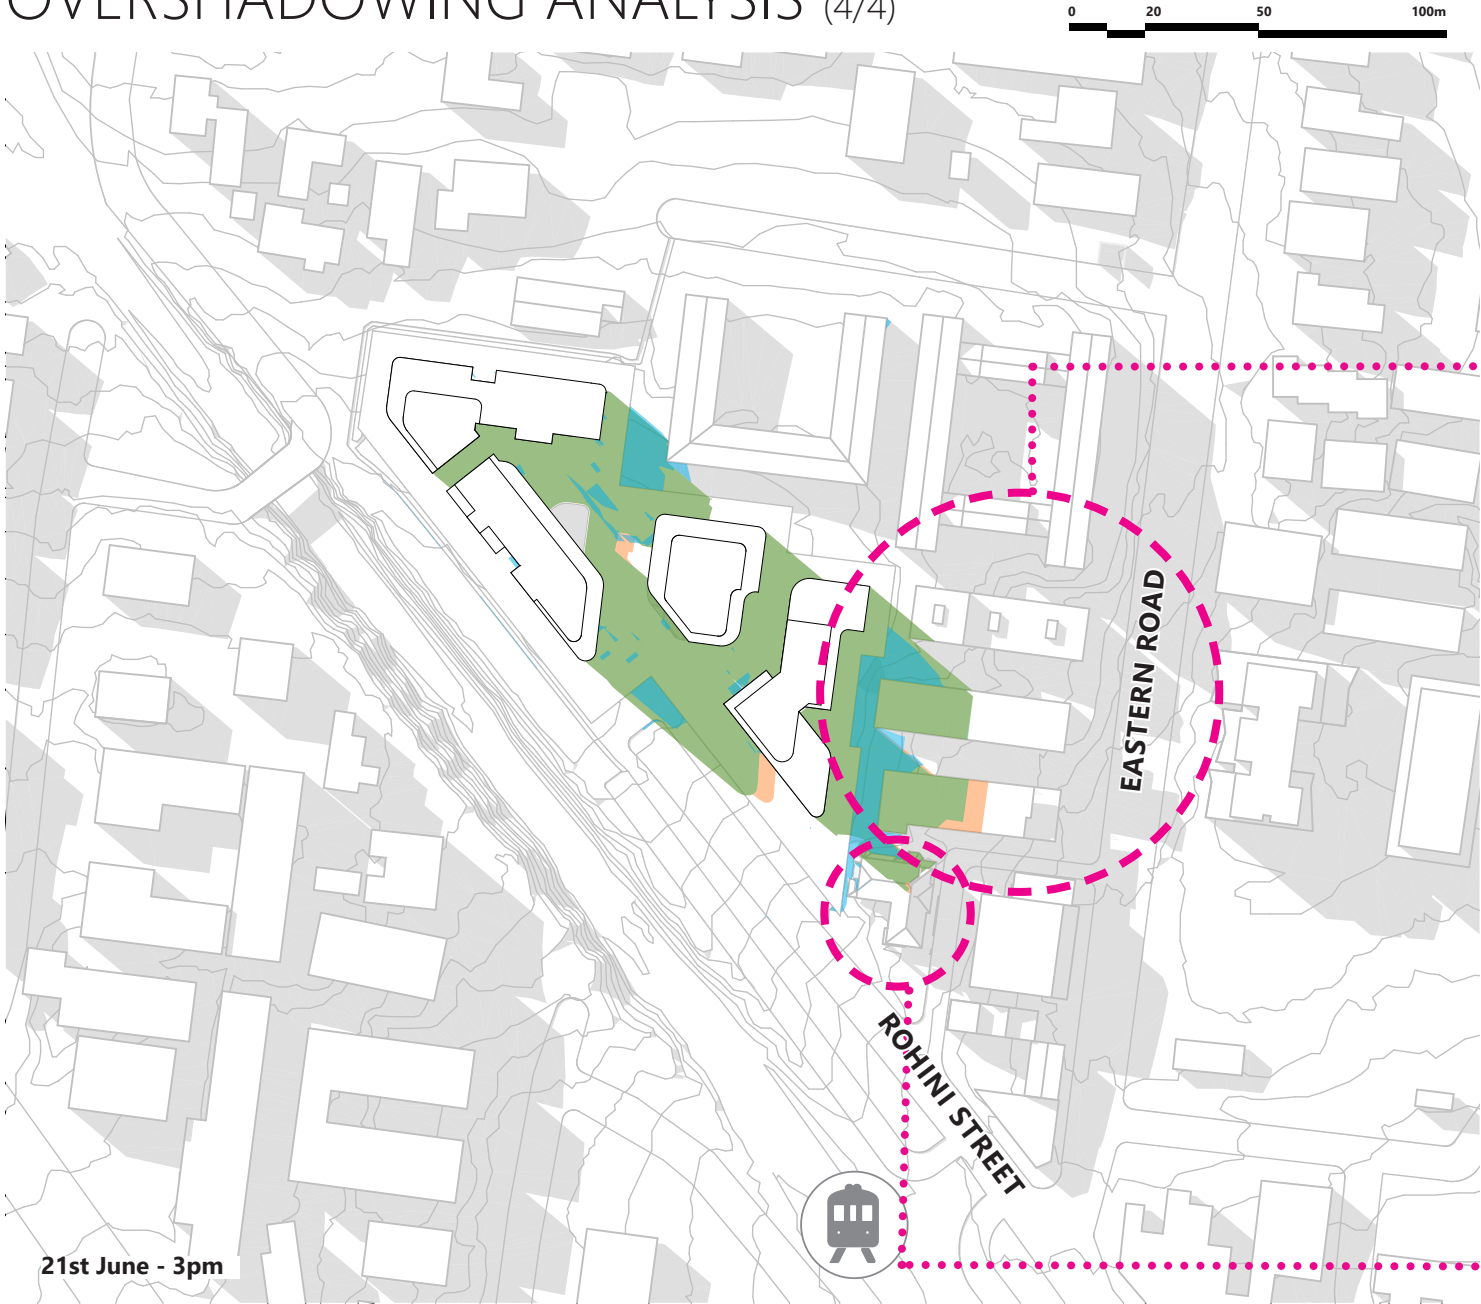 OVERSHADOWING ANALYSIS (4/4)
0 20 50 100m
EASTERN ROAD
ROHINI STREET
21st June - 3pm